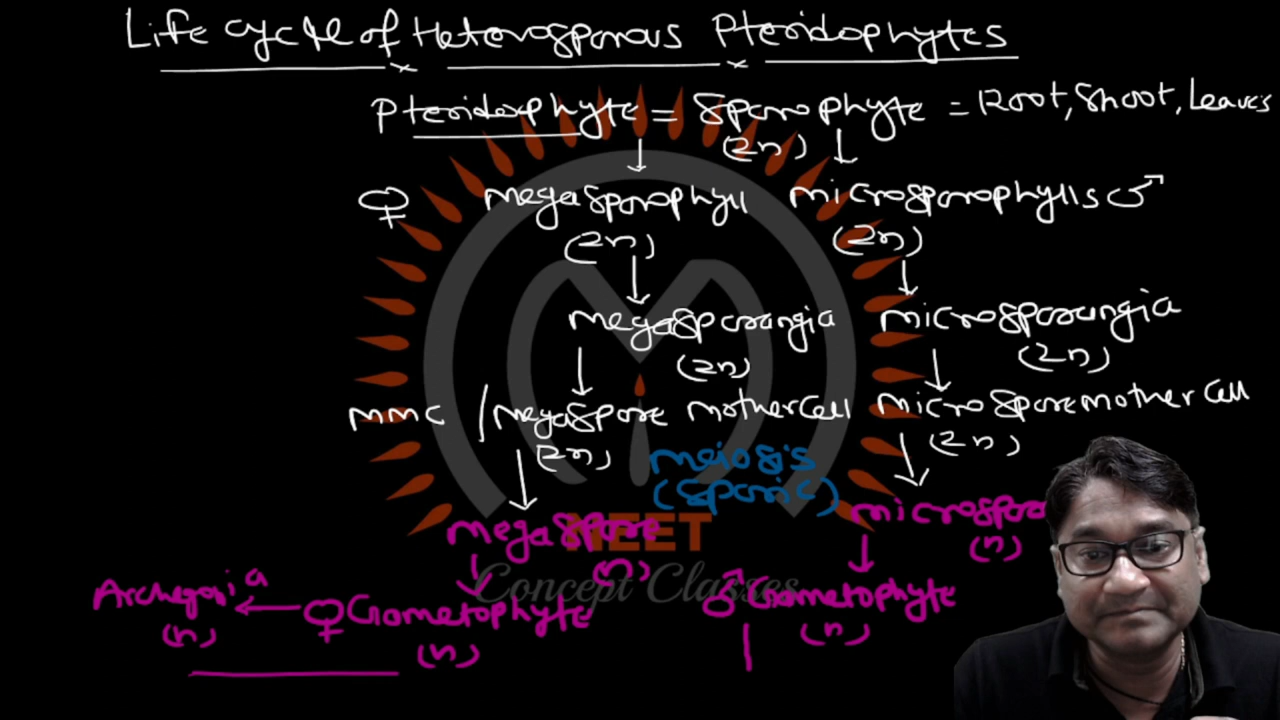 Life cycle of Heterosporous Pteridophytes
Pteridophyte = Sporophyte = Root, Shoot, Leaves
(2n)
♀ megasporophyll microsporophylls ♂
(2n) (2n)
megasporangia microsporangia
(2n) (2n)
MMC / Megaspore mother cell microspore mother cell
(2n) (2n)
meiosis
(sporic)
megaspore microspor
(n) (n)
NEET
Concept Classes
Archegonia ← ♀ Gametophyte ♂ Gametophyte
(n) (n) (n)